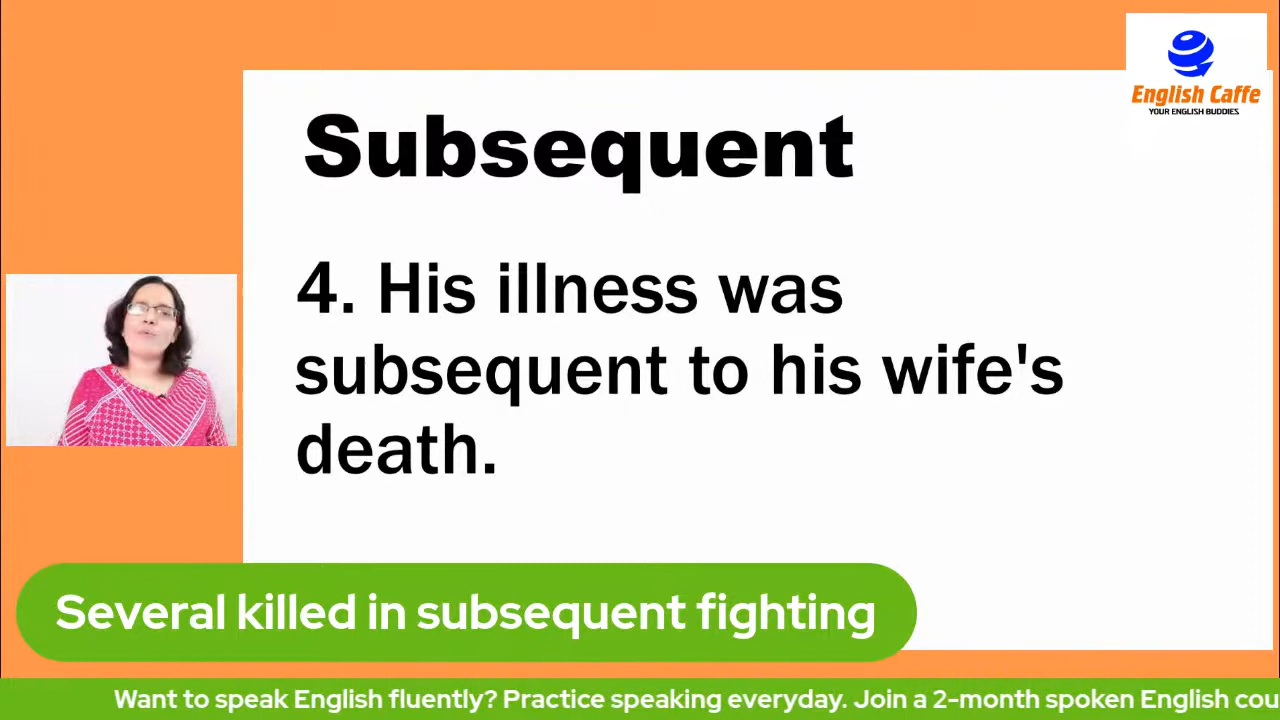 English Caffe
YOUR ENGLISH BUDDIES
Subsequent
4. His illness was
subsequent to his wife's
death.
Several killed in subsequent fighting
Want to speak English fluently? Practice speaking everyday. Join a 2-month spoken English cou